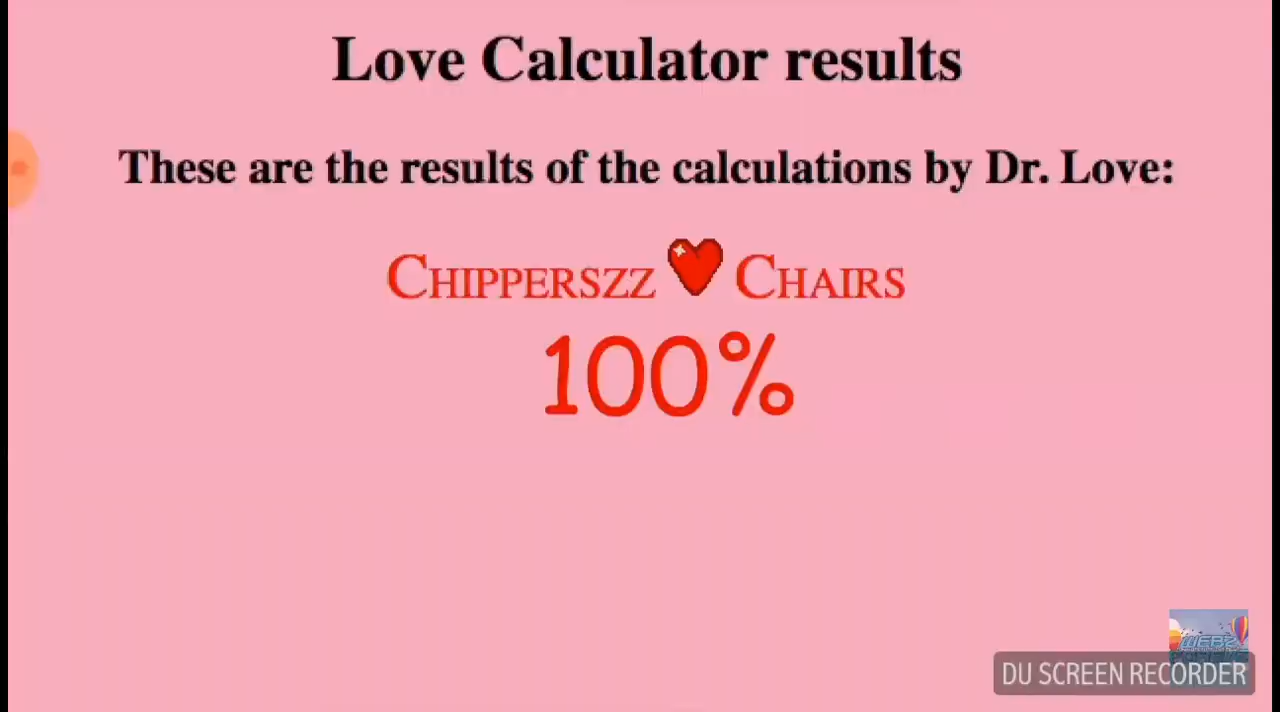 Love Calculator results
These are the results of the calculations by Dr. Love:
CHIPPERSZZ CHAIRS
100%
WEBZ
DU SCREEN RECORDER